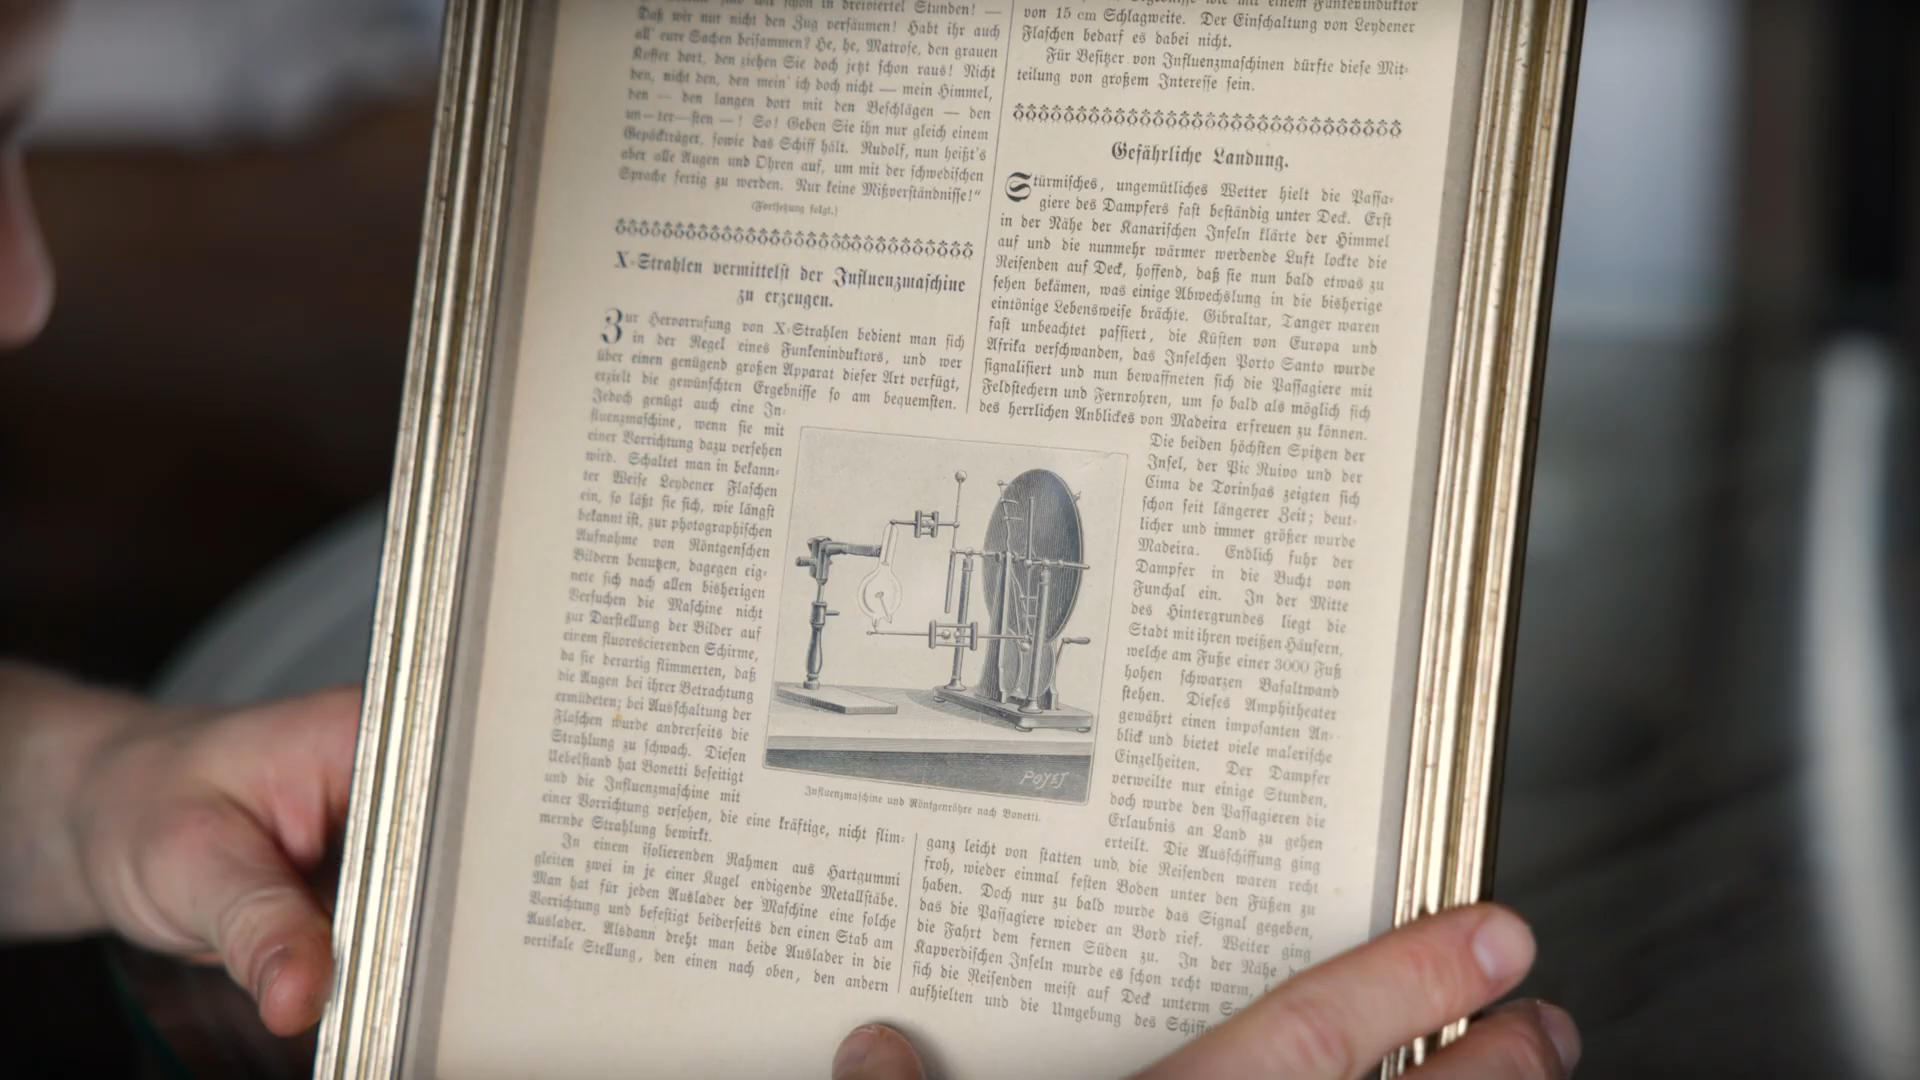 schon in dreiviertel Stunden! —
Daß wir nur nicht den Zug versäumen! Habt ihr auch
all' eure Sachen beisammen? He, he, Matrose, den grauen
Koffer dort, den ziehen Sie doch jetzt schon raus! Nicht
den, nicht den, den mein' ich doch nicht — mein Himmel,
den — den langen dort mit den Beschlägen — den
un—ter—sten —! So! Geben Sie ihn nur gleich einem
Gepäckträger, sowie das Schiff hält. Rudolf, nun heißt's
aber alle Augen und Ohren auf, um mit der schwedischen
Sprache fertig zu werden. Nur keine Mißverständnisse!“
(Fortsetzung folgt.)
X-Strahlen vermittelst der Influenzmaschine
zu erzeugen.
Zur Hervorrufung von X-Strahlen bedient man sich
in der Regel eines Funkeninduktors, und wer
über einen genügend großen Apparat dieser Art verfügt,
erzielt die gewünschten Ergebnisse so am bequemsten.
Jedoch genügt auch eine In-
fluenzmaschine, wenn sie mit
einer Vorrichtung dazu versehen
wird. Schaltet man in bekann-
ter Weise Leydener Flaschen
ein, so läßt sie sich, wie längst
bekannt ist, zur photographischen
Aufnahme von Röntgenschen
Bildern benutzen, dagegen eig-
nete sich nach allen bisherigen
Versuchen die Maschine nicht
zur Darstellung der Bilder auf
einem fluorescierenden Schirme,
da sie derartig flimmerten, daß
die Augen bei ihrer Betrachtung
ermüdeten; bei Ausschaltung der
Flaschen wurde andrerseits die
Strahlung zu schwach. Diesen
Uebelstand hat Bonetti beseitigt
und die Influenzmaschine mit
einer Vorrichtung versehen, die eine kräftige, nicht flim-
mernde Strahlung bewirkt.
In einem isolierenden Rahmen aus Hartgummi
gleiten zwei in je einer Kugel endigende Metallstäbe.
Man hat für jeden Auslader der Maschine eine solche
Vorrichtung und befestigt beiderseits den einen Stab am
Auslader. Alsdann dreht man beide Auslader in die
vertikale Stellung, den einen nach oben, den andern
POYET
Influenzmaschine und Röntgenröhre nach Bonetti.
wie mit einem Funkeninduktor
von 15 cm Schlagweite. Der Einschaltung von Leydener
Flaschen bedarf es dabei nicht.
Für Besitzer von Influenzmaschinen dürfte diese Mit-
teilung von großem Interesse sein.
Gefährliche Landung.
Stürmisches, ungemütliches Wetter hielt die Passa-
giere des Dampfers fast beständig unter Deck. Erst
in der Nähe der Kanarischen Inseln klärte der Himmel
auf und die nunmehr wärmer werdende Luft lockte die
Reisenden auf Deck, hoffend, daß sie nun bald etwas zu
sehen bekämen, was einige Abwechslung in die bisherige
eintönige Lebensweise brächte. Gibraltar, Tanger waren
fast unbeachtet passiert, die Küsten von Europa und
Afrika verschwanden, das Inselchen Porto Santo wurde
signalisiert und nun bewaffneten sich die Passagiere mit
Feldstechern und Fernrohren, um so bald als möglich sich
des herrlichen Anblickes von Madeira erfreuen zu können.
Die beiden höchsten Spitzen der
Insel, der Pic Ruivo und der
Cima de Torinhas zeigten sich
schon seit längerer Zeit; deut-
licher und immer größer wurde
Madeira. Endlich fuhr der
Dampfer in die Bucht von
Funchal ein. In der Mitte
des Hintergrundes liegt die
Stadt mit ihren weißen Häusern,
welche am Fuße einer 3000 Fuß
hohen schwarzen Basaltwand
stehen. Dieses Amphitheater
gewährt einen imposanten An-
blick und bietet viele malerische
Einzelheiten. Der Dampfer
verweilte nur einige Stunden,
doch wurde den Passagieren die
Erlaubnis an Land zu gehen
erteilt. Die Ausschiffung ging
ganz leicht von statten und die Reisenden waren recht
froh, wieder einmal festen Boden unter den Füßen zu
haben. Doch nur zu bald wurde das Signal gegeben,
das die Passagiere wieder an Bord rief. Weiter ging
die Fahrt dem fernen Süden zu. In der Nähe
Kapverdischen Inseln wurde es schon recht warm,
sich die Reisenden meist auf Deck unterm
aufhielten und die Umgebung des